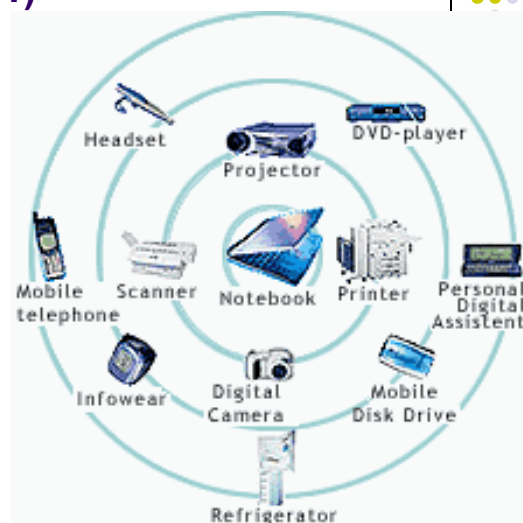 Headset
DVD-player
Projector
Mobile
telephone
Scanner
Notebook
Printer
Personal
Digital
Assistent
Infowear
Digital
Camera
Mobile
Disk Drive
Refrigerator